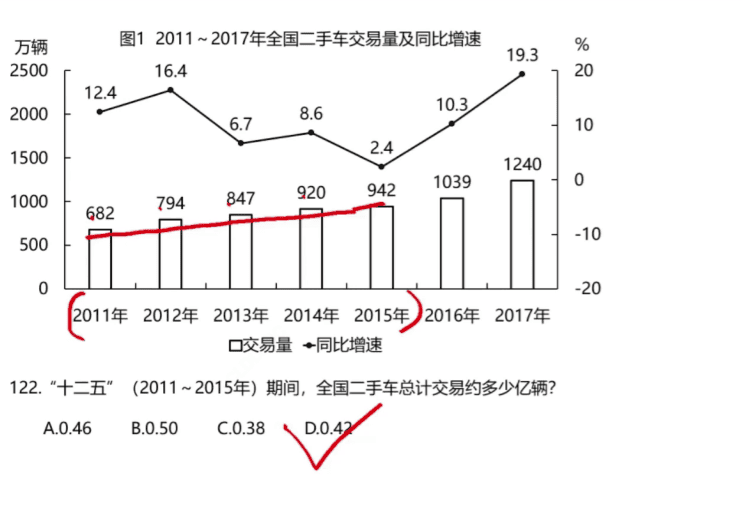 图1 2011～2017年全国二手车交易量及同比增速
万辆 %
2500 20
2000 10
1500 0
1000 -10
500 -20
0
12.4 16.4 6.7 8.6 2.4 10.3 19.3
682 794 847 920 942 1039 1240
2011年 2012年 2013年 2014年 2015年 2016年 2017年
交易量 同比增速
122.“十二五”（2011～2015年）期间，全国二手车总计交易约多少亿辆？
A.0.46 B.0.50 C.0.38 D.0.42